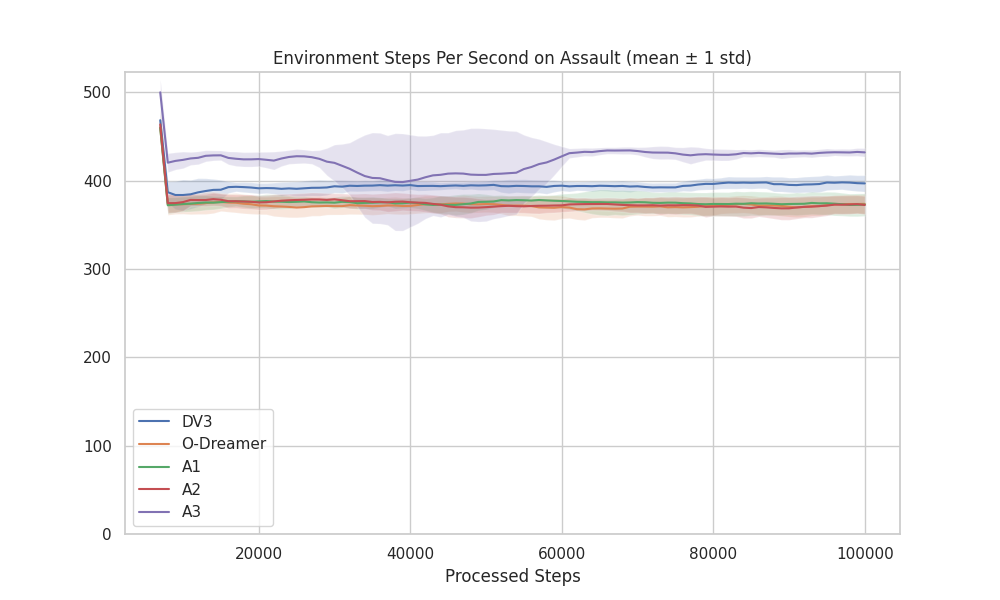 Environment Steps Per Second on Assault (mean ± 1 std)
500
400
300
200
100
0
DV3
O-Dreamer
A1
A2
A3
20000 40000 60000 80000 100000
Processed Steps